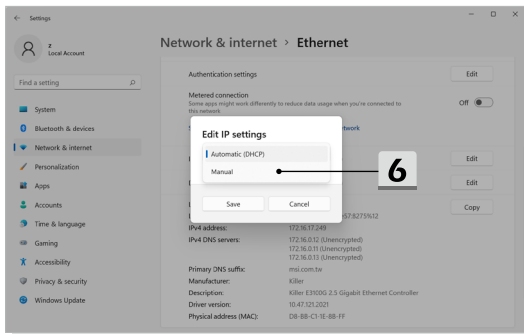 Settings
z
Local Account
Find a setting
System
Bluetooth & devices
Network & internet
Personalization
Apps
Accounts
Time & language
Gaming
Accessibility
Privacy & security
Windows Update
Network & internet > Ethernet
Authentication settings
Edit
Metered connection
Some apps might work differently to reduce data usage when you're connected to
this network
Off
Edit IP settings
Automatic (DHCP)
Manual
6
Save
Cancel
Edit
Edit
Copy
IPv4 address: 172.16.17.249
IPv4 DNS servers: 172.16.0.12 (Unencrypted)
172.16.0.11 (Unencrypted)
172.16.0.13 (Unencrypted)
Primary DNS suffix: msi.com.tw
Manufacturer: Killer
Description: Killer E3100G 2.5 Gigabit Ethernet Controller
Driver version: 10.47.121.2021
Physical address (MAC): D8-BB-C1-1E-8B-FF